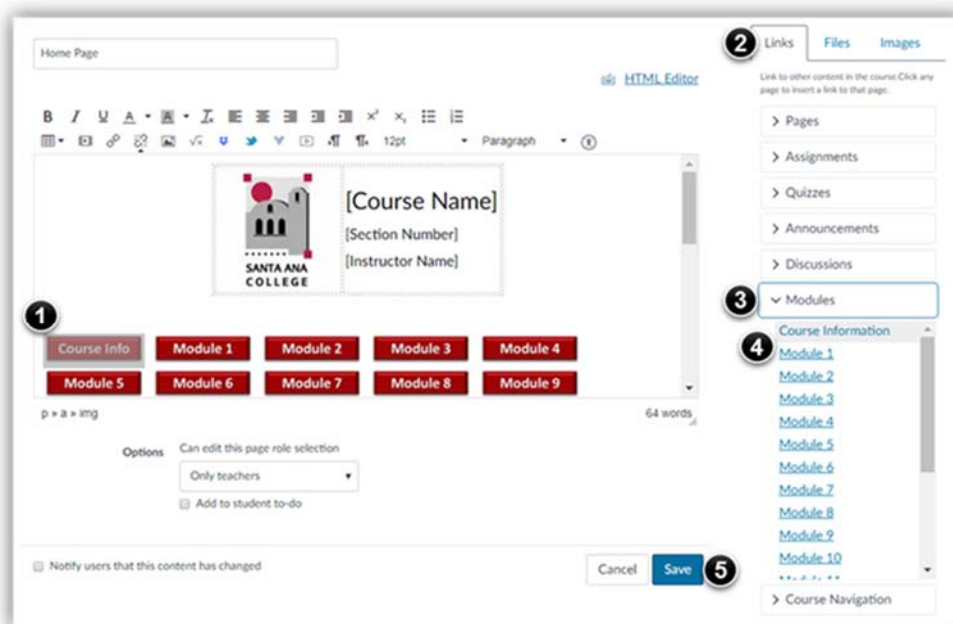 Home Page
HTML Editor
12pt Paragraph
[Course Name]
[Section Number]
[Instructor Name]
SANTA ANA
COLLEGE
1
Course Info Module 1 Module 2 Module 3 Module 4
Module 5 Module 6 Module 7 Module 8 Module 9
p » a » img 64 words
Options Can edit this page role selection
Only teachers
Add to student to-do
Notify users that this content has changed
Cancel Save 5
2 Links Files Images
Link to other content in the course.Click any
page to insert a link to that page.
Pages
Assignments
Quizzes
Announcements
Discussions
3 Modules
Course Information
4 Module 1
Module 2
Module 3
Module 4
Module 5
Module 6
Module 7
Module 8
Module 9
Module 10
Course Navigation